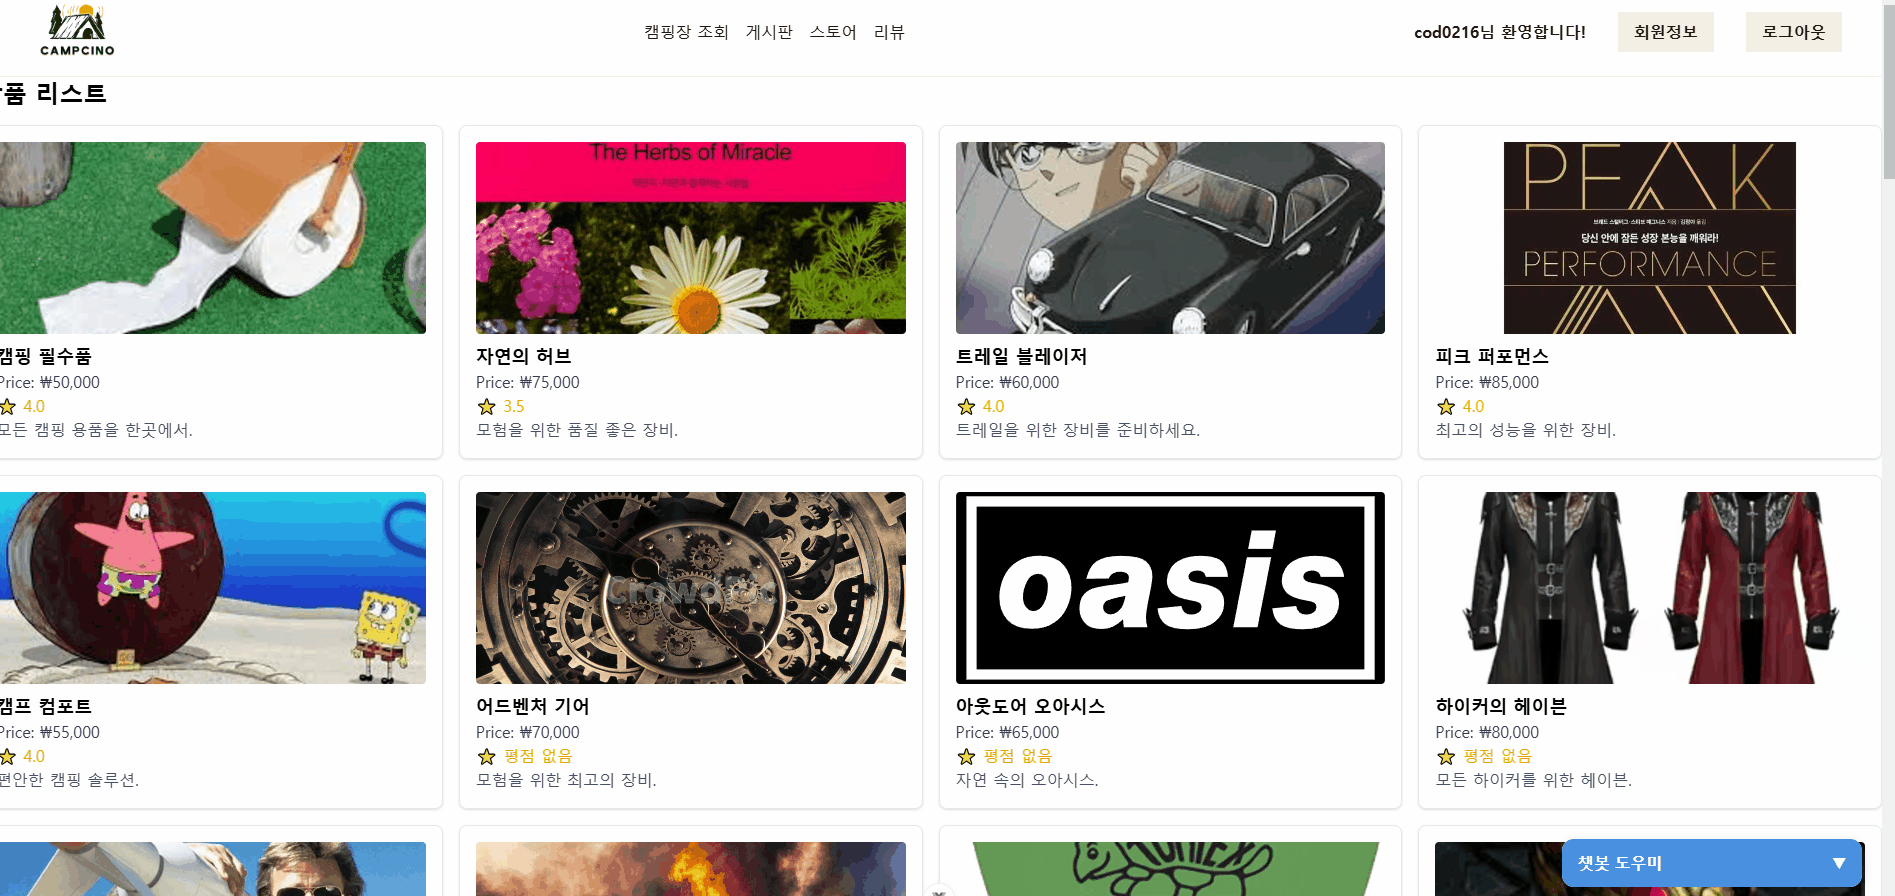 CAMPCINO
캠핑장 조회 게시판 스토어 리뷰
cod0216님 환영합니다!
회원정보
로그아웃
품 리스트
The Herbs of Miracle
PEAK
당신 안에 잠든 성장 본능을 깨워라!
PERFORMANCE
캠핑 필수품
Price: ₩50,000
4.0
모든 캠핑 용품을 한곳에서.
자연의 허브
Price: ₩75,000
3.5
모험을 위한 품질 좋은 장비.
트레일 블레이저
Price: ₩60,000
4.0
트레일을 위한 장비를 준비하세요.
피크 퍼포먼스
Price: ₩85,000
4.0
최고의 성능을 위한 장비.
oasis
캠프 컴포트
Price: ₩55,000
4.0
편안한 캠핑 솔루션.
어드벤처 기어
Price: ₩70,000
평점 없음
모험을 위한 최고의 장비.
아웃도어 오아시스
Price: ₩65,000
평점 없음
자연 속의 오아시스.
하이커의 헤이븐
Price: ₩80,000
평점 없음
모든 하이커를 위한 헤이븐.
챗봇 도우미 ▼